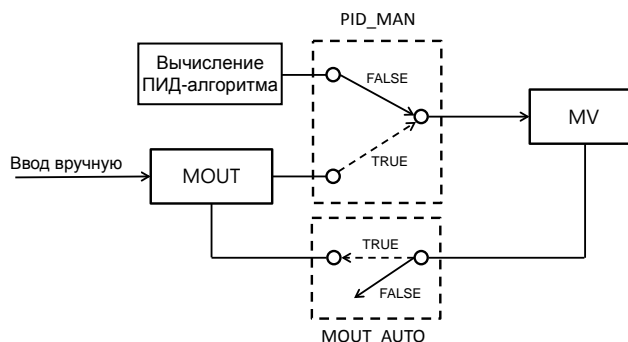 PID_MAN
Вычисление
ПИД-алгоритма
FALSE
MV
Ввод вручную
MOUT
TRUE
TRUE
FALSE
MOUT_AUTO